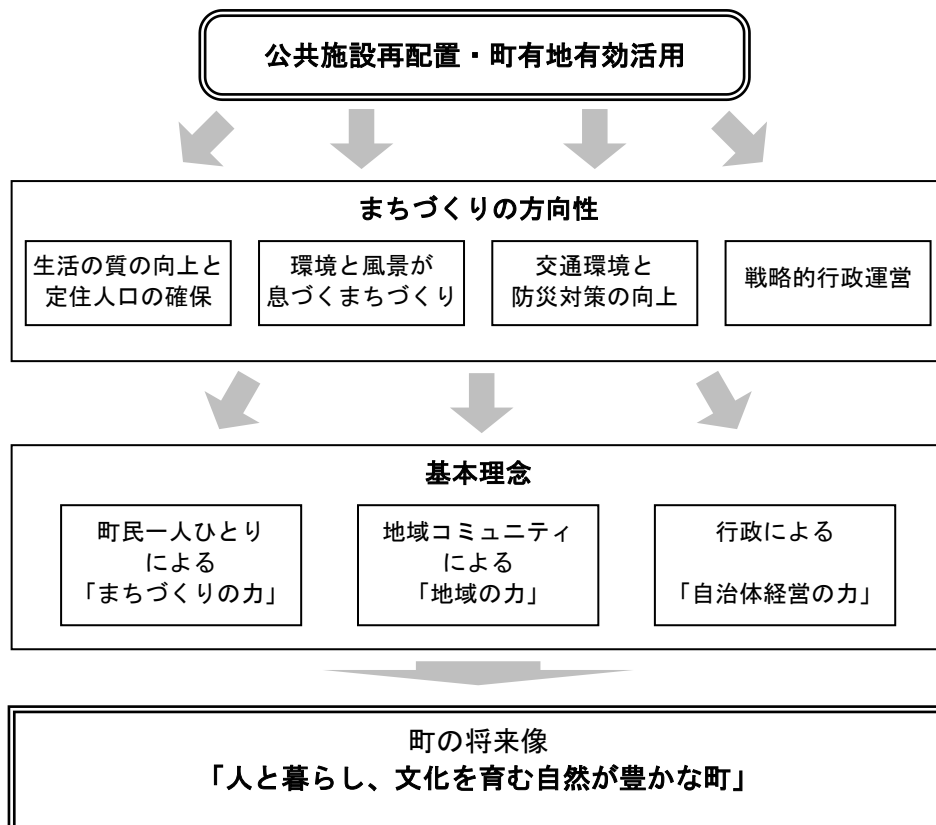 公共施設再配置・町有地有効活用
まちづくりの方向性
生活の質の向上と
定住人口の確保
環境と風景が
息づくまちづくり
交通環境と
防災対策の向上
戦略的行政運営
基本理念
町民一人ひとり
による
「まちづくりの力」
地域コミュニティ
による
「地域の力」
行政による
「自治体経営の力」
町の将来像
「人と暮らし、文化を育む自然が豊かな町」